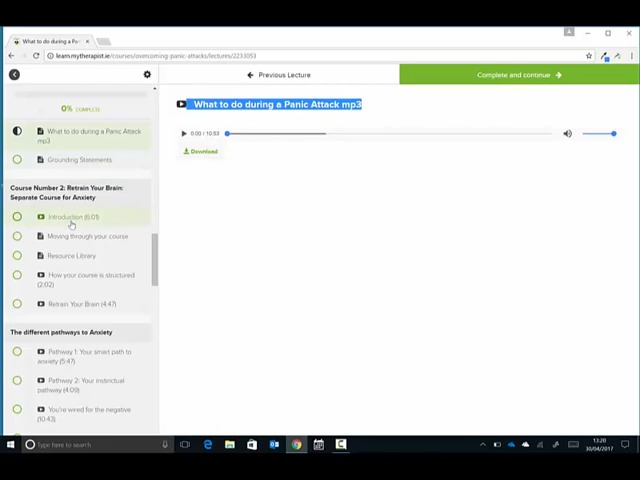 What to do during a Pa
learn.mytherapist.ie/courses/overcoming-panic-attacks/lectures/2233053
Previous Lecture
Complete and continue
0% COMPLETE
What to do during a Panic Attack
mp3
Grounding Statements
Course Number 2: Retrain Your Brain:
Separate Course for Anxiety
Introduction (6:01)
Moving through your course
Resource Library
How your course is structured
(2:02)
Retrain Your Brain (4:47)
The different pathways to Anxiety
Pathway 1: Your smart path to
anxiety (5:47)
Pathway 2: Your instinctual
pathway (4:09)
You're wired for the negative
(10:43)
What to do during a Panic Attack mp3
0:00 / 10:53
Download
Type here to search
13:20
30/04/2017